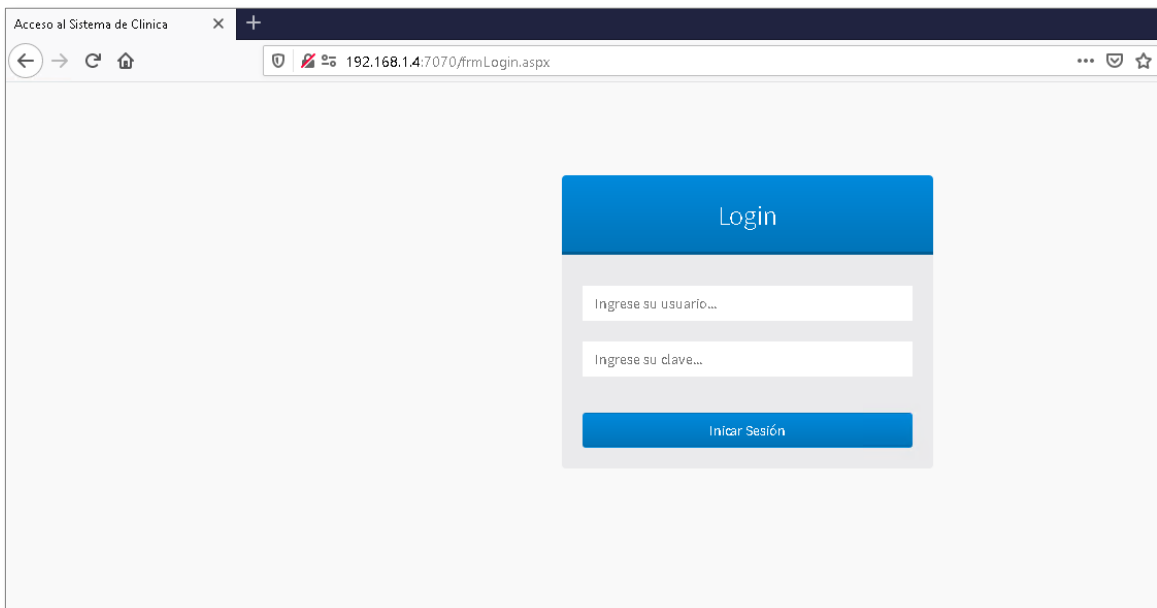 Acceso al Sistema de Clinica
192.168.1.4:7070/frmLogin.aspx
Login
Ingrese su usuario...
Ingrese su clave...
Inicar Sesión